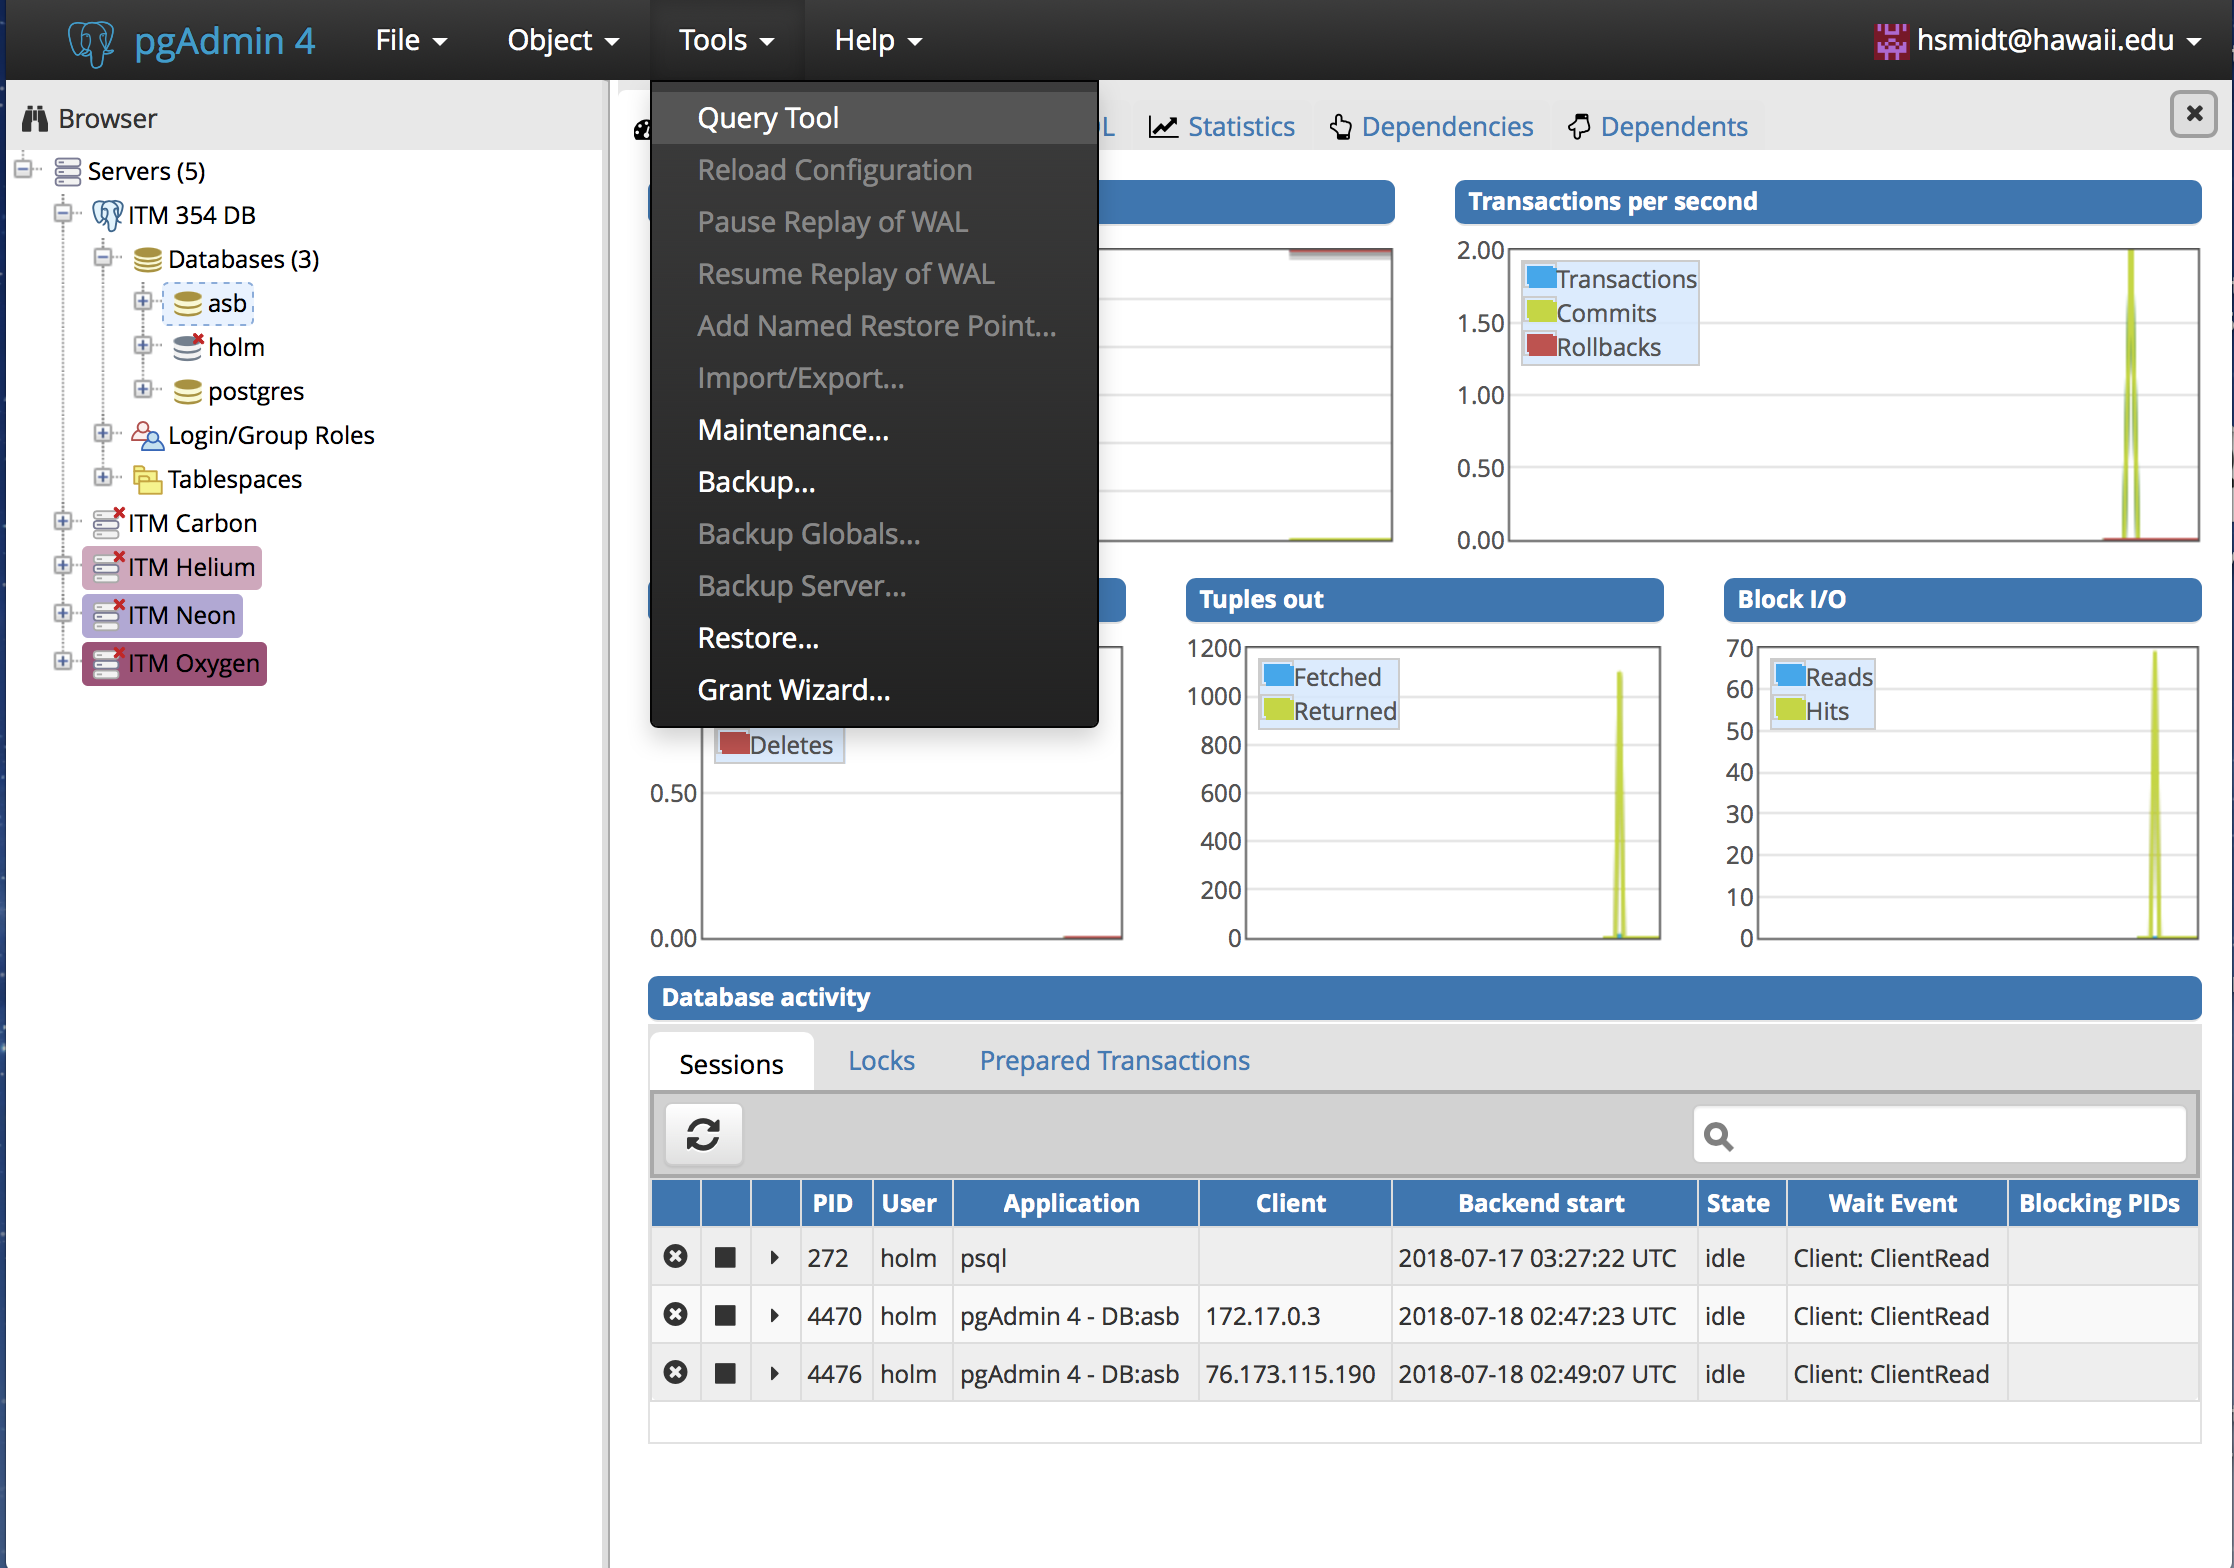 pgAdmin 4 File Object Tools Help hsmidt@hawaii.edu
Browser
Servers (5)
ITM 354 DB
Databases (3)
asb
holm
postgres
Login/Group Roles
Tablespaces
ITM Carbon
ITM Helium
ITM Neon
ITM Oxygen
Query Tool
Reload Configuration
Pause Replay of WAL
Resume Replay of WAL
Add Named Restore Point...
Import/Export...
Maintenance...
Backup...
Backup Globals...
Backup Server...
Restore...
Grant Wizard...
Statistics Dependencies Dependents
Transactions per second
2.00
1.50
1.00
0.50
0.00
Transactions
Commits
Rollbacks
Deletes
0.50
0.00
Tuples out
1200
1000
800
600
400
200
0
Fetched
Returned
Block I/O
70
60
50
40
30
20
10
0
Reads
Hits
Database activity
Sessions Locks Prepared Transactions
PID User Application Client Backend start State Wait Event Blocking PIDs
272 holm psql 2018-07-17 03:27:22 UTC idle Client: ClientRead
4470 holm pgAdmin 4 - DB:asb 172.17.0.3 2018-07-18 02:47:23 UTC idle Client: ClientRead
4476 holm pgAdmin 4 - DB:asb 76.173.115.190 2018-07-18 02:49:07 UTC idle Client: ClientRead